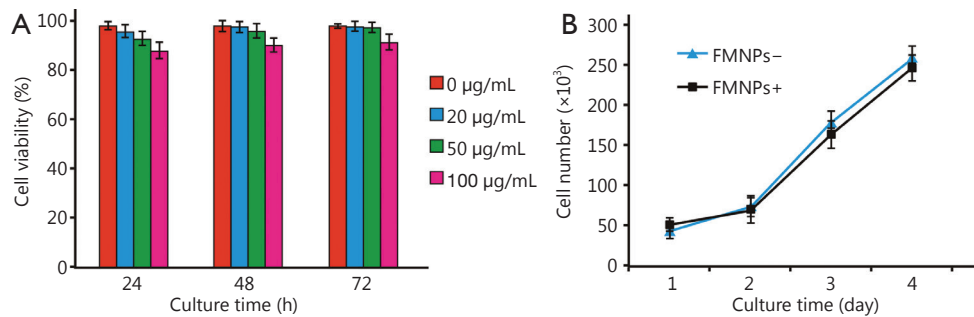 A
Cell viability (%)
100
80
60
40
20
0
24
48
72
Culture time (h)
0 μg/mL
20 μg/mL
50 μg/mL
100 μg/mL
B
Cell number (×10³)
300
250
200
150
100
50
0
1
2
3
4
Culture time (day)
FMNPs−
FMNPs+